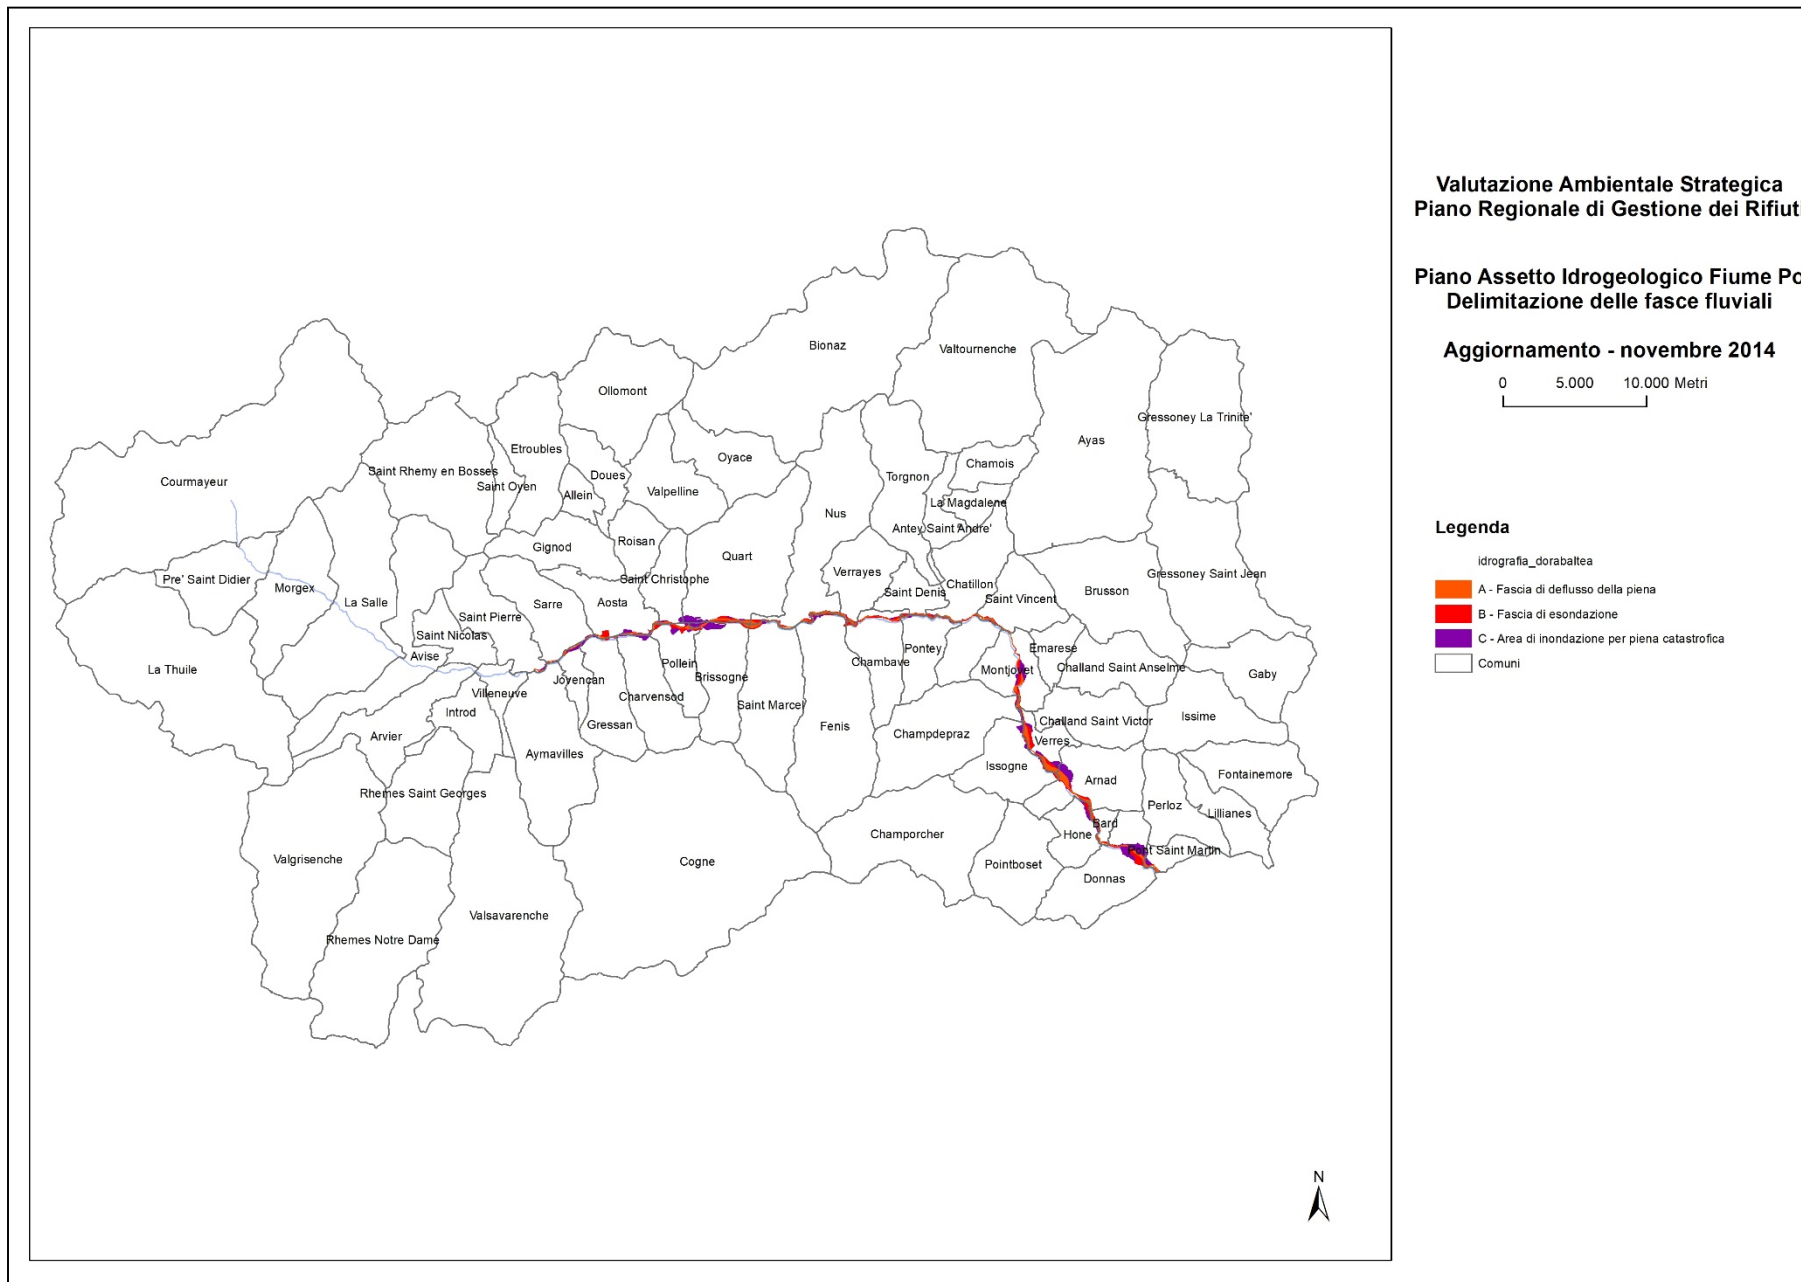 Valutazione Ambientale Strategica
Piano Regionale di Gestione dei Rifiuti
Piano Assetto Idrogeologico Fiume Po
Delimitazione delle fasce fluviali
Aggiornamento - novembre 2014
0 5.000 10.000 Metri
Legenda
idrografia_dorabaltea
A - Fascia di deflusso della piena
B - Fascia di esondazione
C - Area di inondazione per piena catastrofica
Comuni
Bionaz
Valtournenche
Ollomont
Gressoney La Trinite'
Ayas
Etroubles
Oyace
Chamois
Saint Rhemy en Bosses
Doues
Torgnon
Courmayeur
Saint Oyen
Allein
Valpelline
La Magdalene
Nus
Antey Saint Andre'
Gignod
Roisan
Quart
Pre' Saint Didier
Saint Christophe
Verrayes
Gressoney Saint Jean
Morgex
La Salle
Sarre
Aosta
Saint Denis
Chatillon
Saint Vincent
Brusson
Saint Pierre
Saint Nicolas
Avise
La Thuile
Pollein
Chambave
Pontey
Emarese
Montjovet
Challand Saint Anselme
Gaby
Jovençan
Brissogne
Villeneuve
Charvensod
Saint Marcel
Introd
Gressan
Fenis
Champdepraz
Challand Saint Victor
Issime
Arvier
Verres
Aymavilles
Issogne
Arnad
Fontainemore
Rhemes Saint Georges
Perloz
Lillianes
Champorcher
Hone
Bard
Valgrisenche
Cogne
Pointboset
Pont Saint Martin
Donnas
Valsavarenche
Rhemes Notre Dame
N